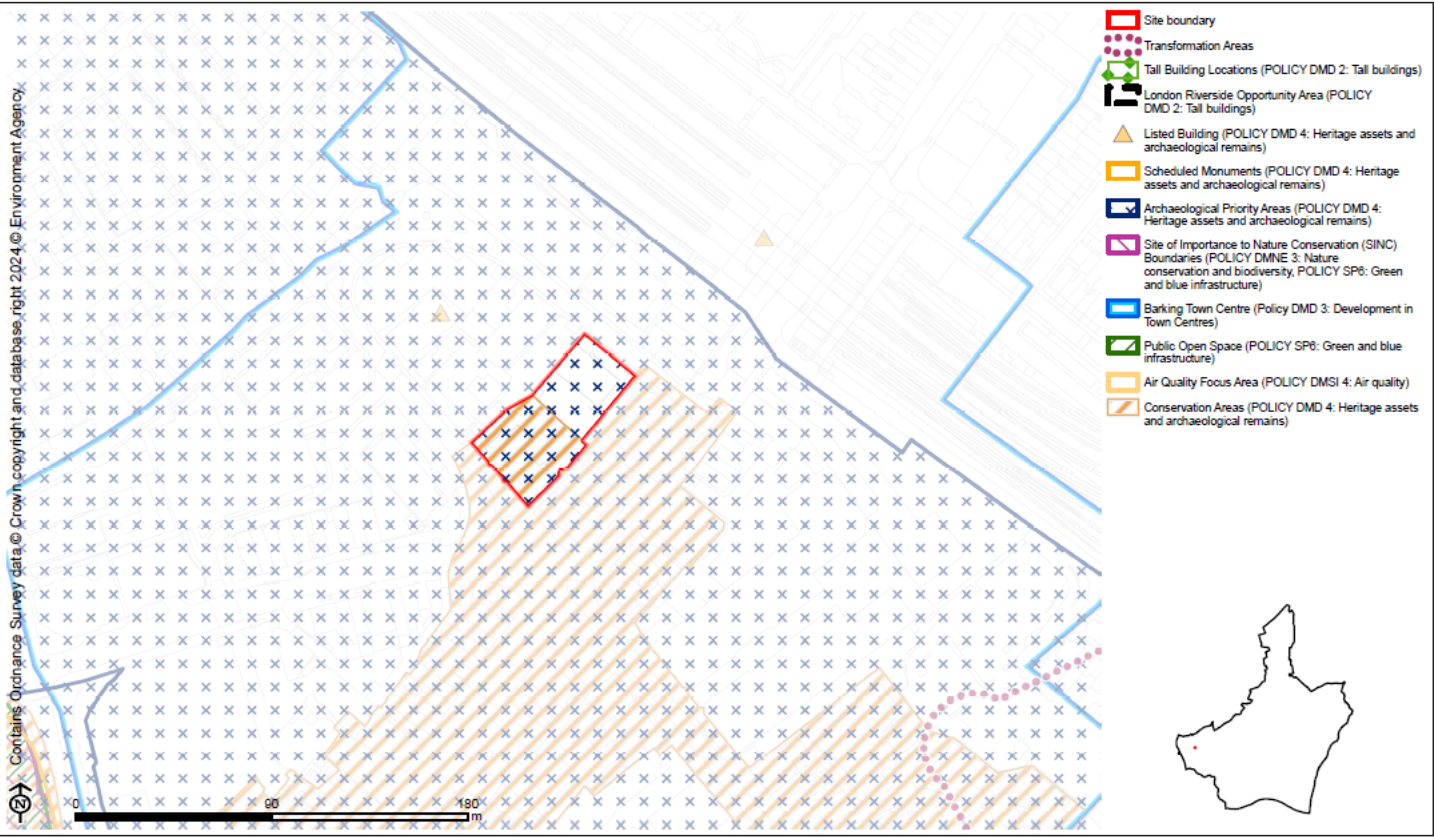 Site boundary
Transformation Areas
Tall Building Locations (POLICY DMD 2: Tall buildings)
London Riverside Opportunity Area (POLICY
DMD 2: Tall buildings)
Listed Building (POLICY DMD 4: Heritage assets and
archaeological remains)
Scheduled Monuments (POLICY DMD 4: Heritage
assets and archaeological remains)
Archaeological Priority Areas (POLICY DMD 4:
Heritage assets and archaeological remains)
Site of Importance to Nature Conservation (SINC)
Boundaries (POLICY DMNE 3: Nature
conservation and biodiversity, POLICY SP6: Green
and blue infrastructure)
Barking Town Centre (Policy DMD 3: Development in
Town Centres)
Public Open Space (POLICY SP6: Green and blue
infrastructure)
Air Quality Focus Area (POLICY DMSI 4: Air quality)
Conservation Areas (POLICY DMD 4: Heritage assets
and archaeological remains)
Contains Ordnance Survey data © Crown copyright and database right 2024 © Environment Agency
N
0 90 180
m